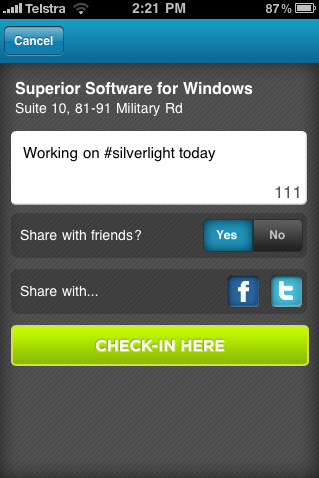 Telstra 2:21 PM 87%
Cancel
Superior Software for Windows
Suite 10, 81-91 Military Rd
Working on #silverlight today
111
Share with friends? Yes No
Share with... f t
CHECK-IN HERE